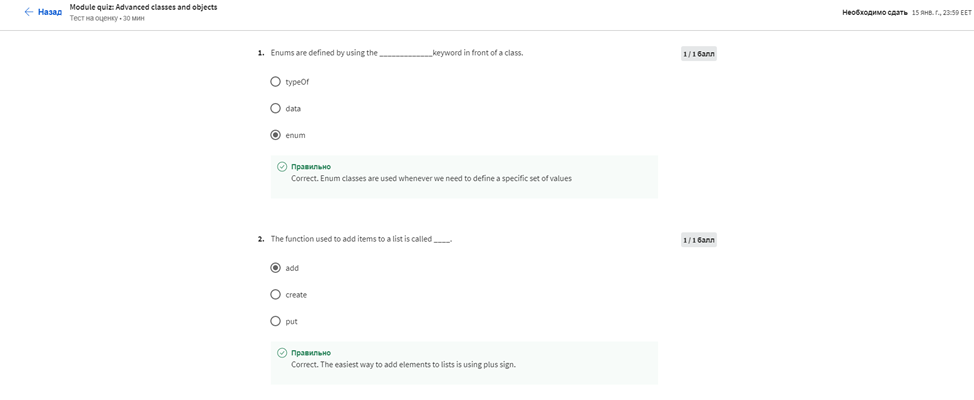 Назад
Module quiz: Advanced classes and objects
Тест на оценку • 30 мин
Необходимо сдать 15 янв. г., 23:59 EET
1. Enums are defined by using the _____________keyword in front of a class.
1 / 1 балл
typeOf
data
enum
Правильно
Correct. Enum classes are used whenever we need to define a specific set of values
2. The function used to add items to a list is called ____.
1 / 1 балл
add
create
put
Правильно
Correct. The easiest way to add elements to lists is using plus sign.